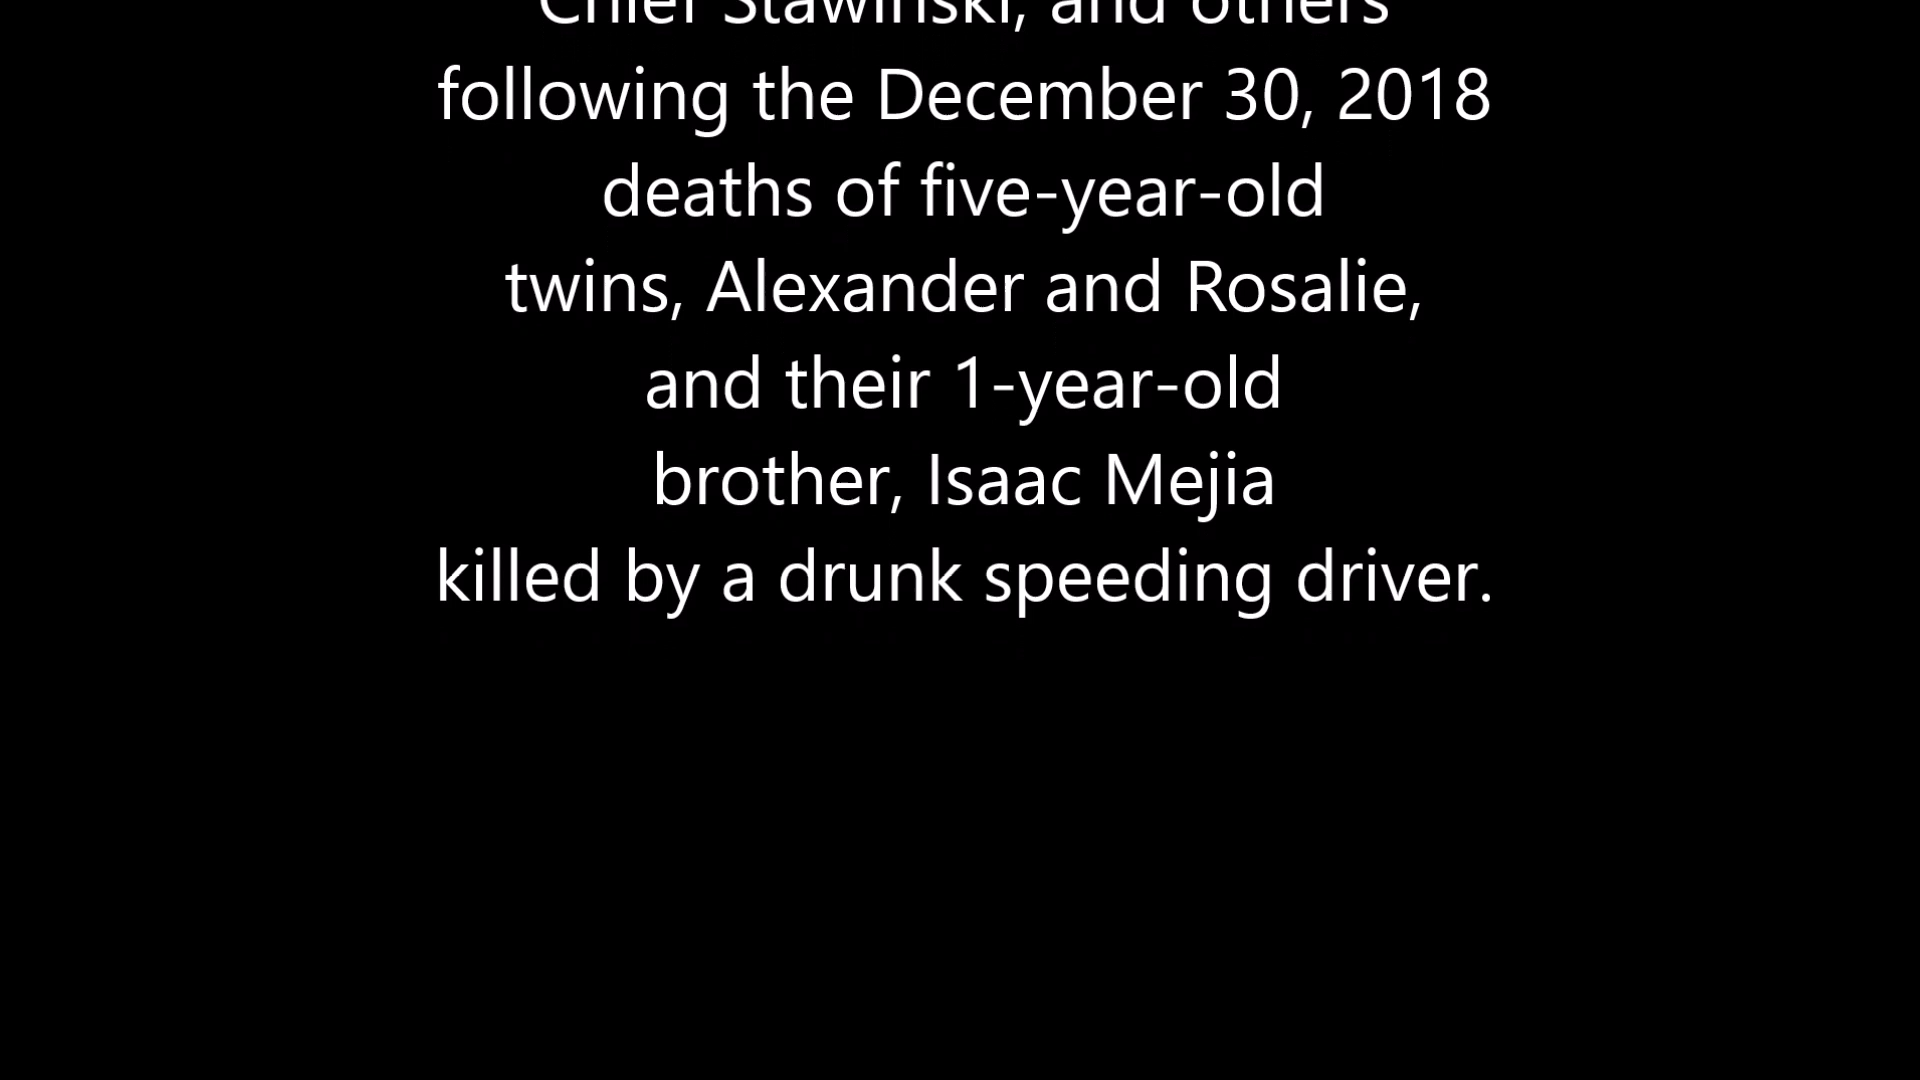 Chief Stawinski, and others
following the December 30, 2018
deaths of five-year-old
twins, Alexander and Rosalie,
and their 1-year-old
brother, Isaac Mejia
killed by a drunk speeding driver.